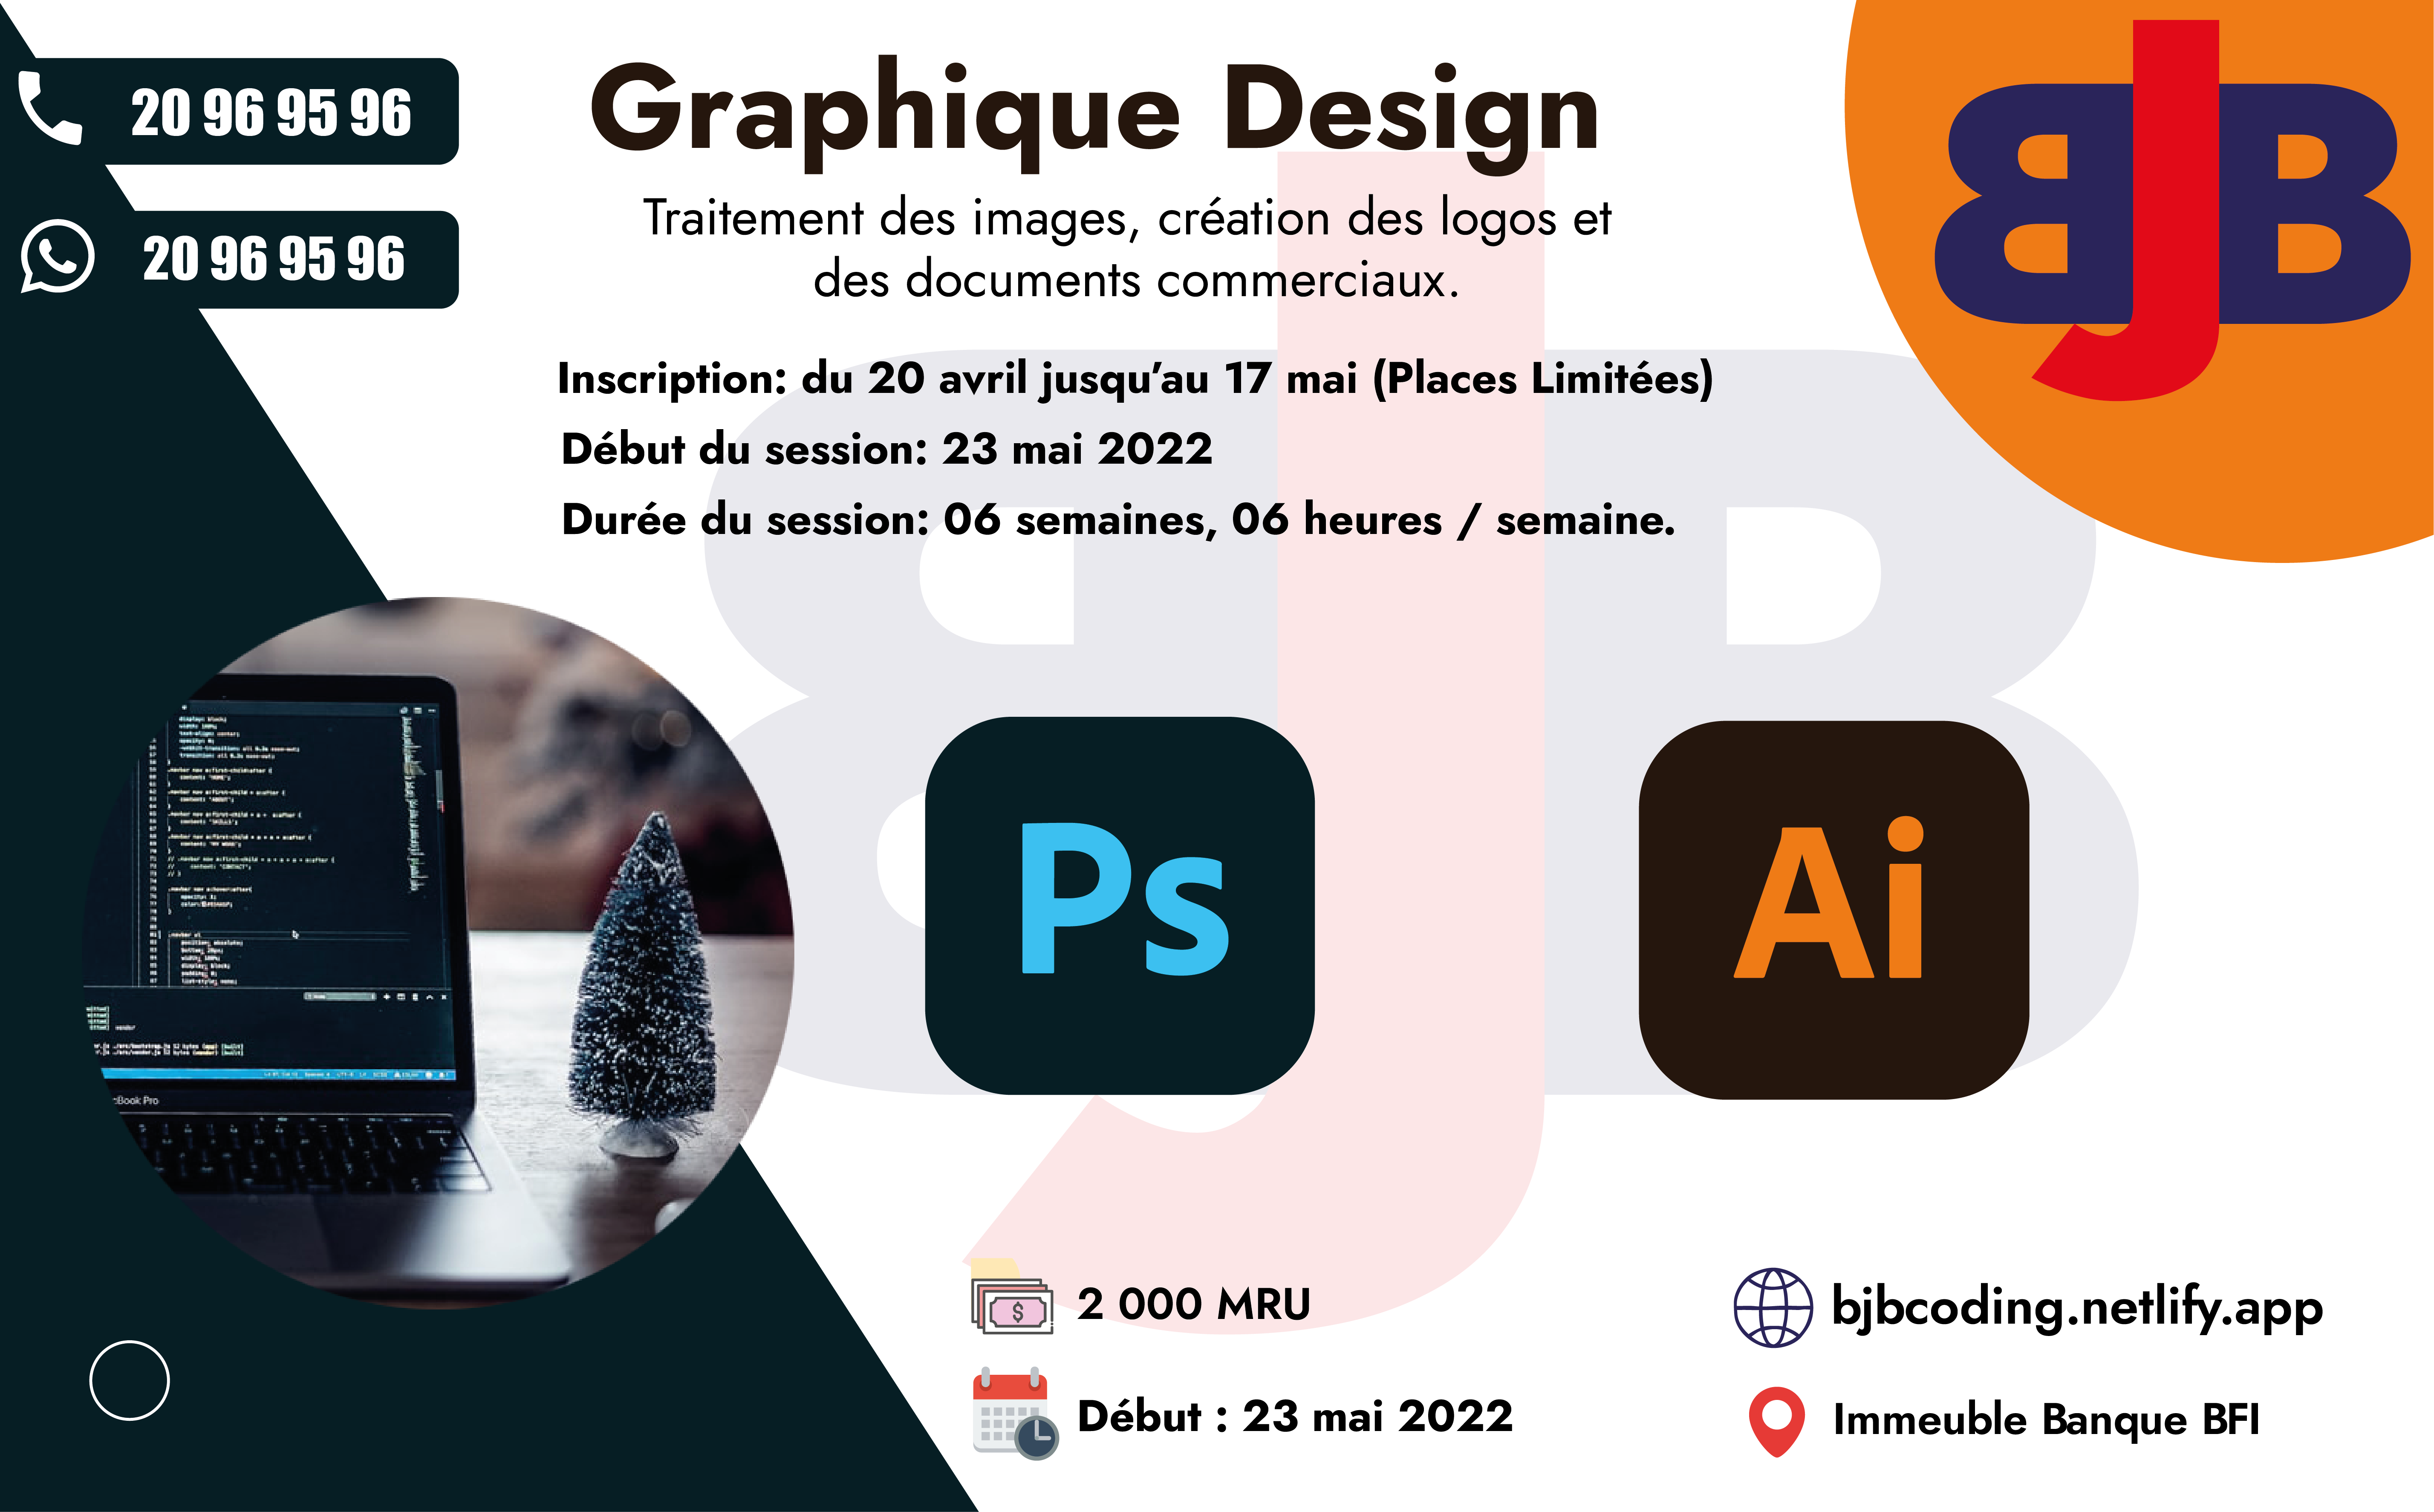 20 96 95 96
20 96 95 96
Graphique Design
Traitement des images, création des logos et
des documents commerciaux.
Inscription: du 20 avril jusqu'au 17 mai (Places Limitées)
Début du session: 23 mai 2022
Durée du session: 06 semaines, 06 heures / semaine.
BJB
Ps
Ai
2 000 MRU
Début : 23 mai 2022
bjbcoding.netlify.app
Immeuble Banque BFI